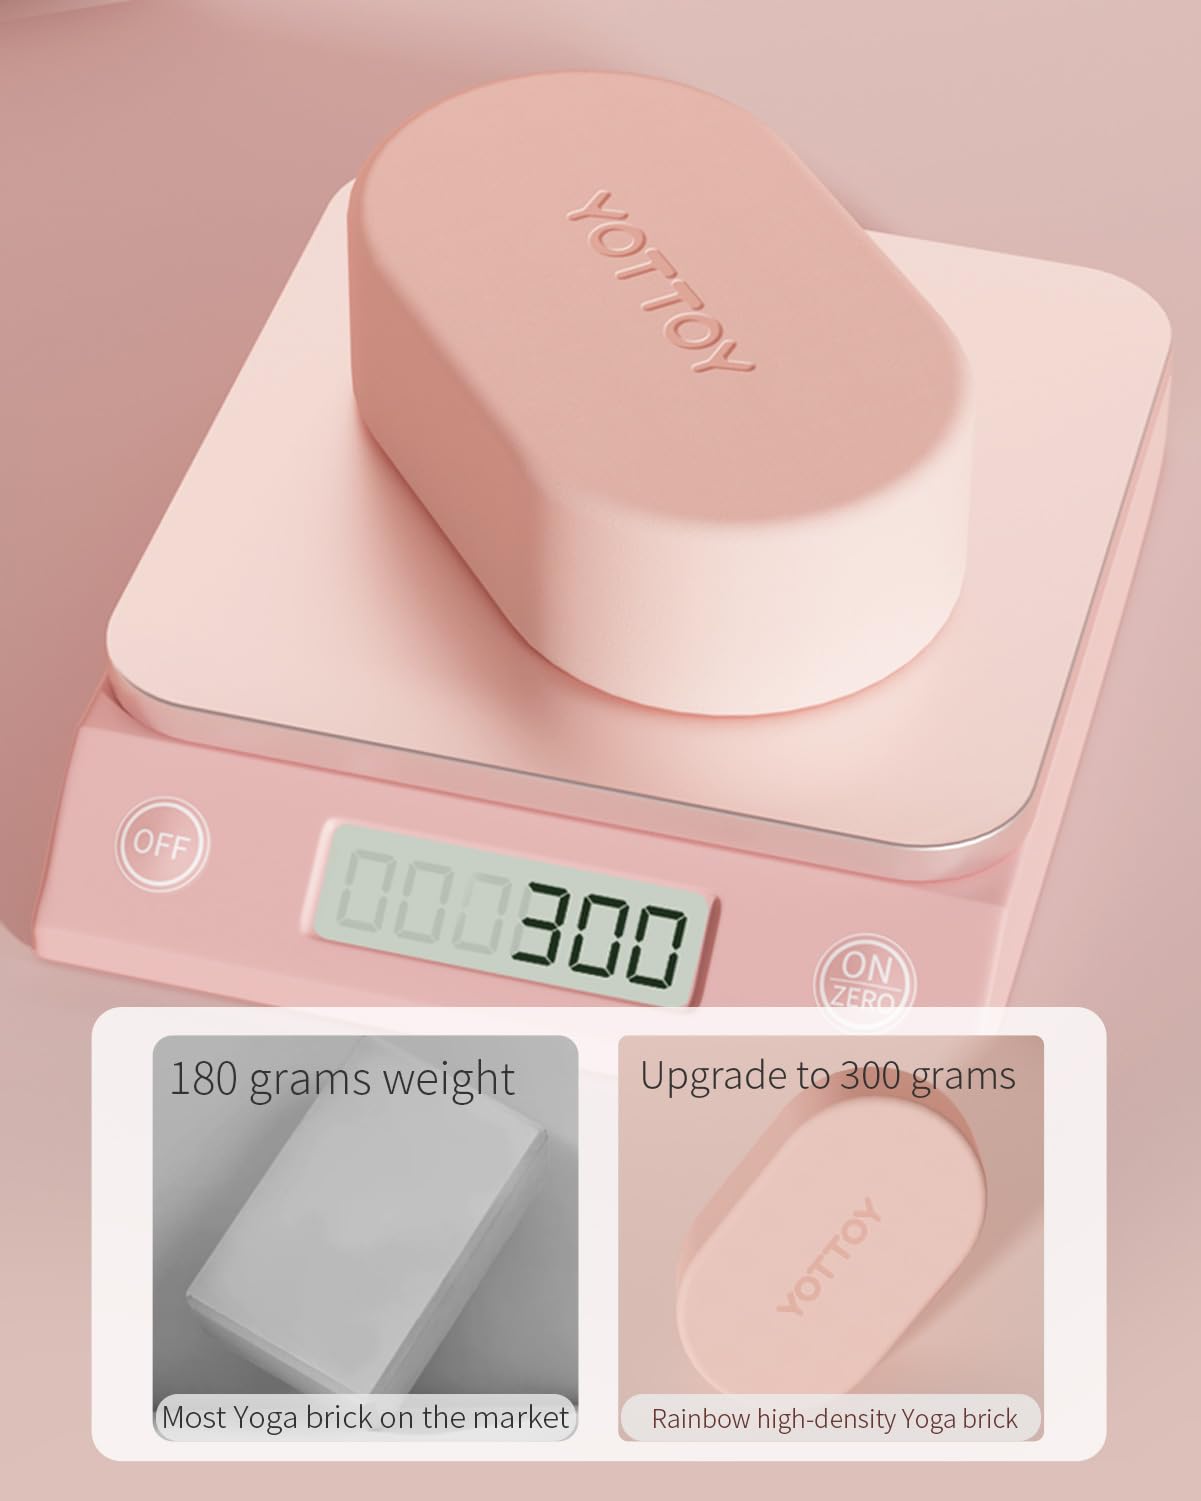 YOTTOY
OFF
300
ON
ZERO
180 grams weight
Most Yoga brick on the market
Upgrade to 300 grams
YOTTOY
Rainbow high-density Yoga brick